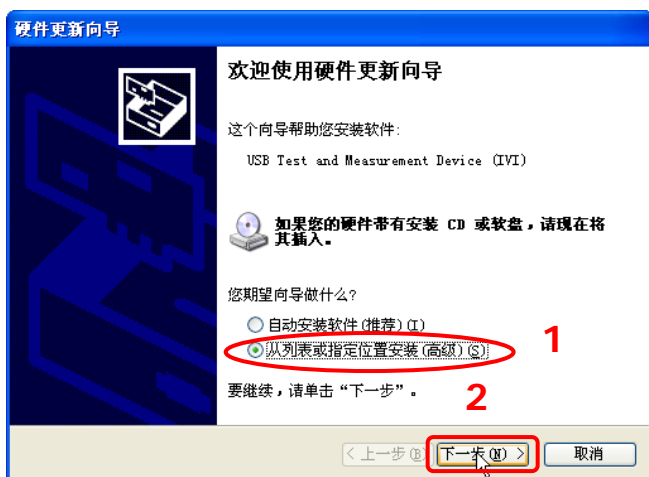 硬件更新向导
欢迎使用硬件更新向导
这个向导帮助您安装软件:
USB Test and Measurement Device (IVI)
如果您的硬件带有安装 CD 或软盘，请现在将
其插入。
您期望向导做什么?
自动安装软件(推荐)(I)
从列表或指定位置安装(高级)(S)
1
要继续，请单击“下一步”。
2
< 上一步(B) 下一步(N) > 取消